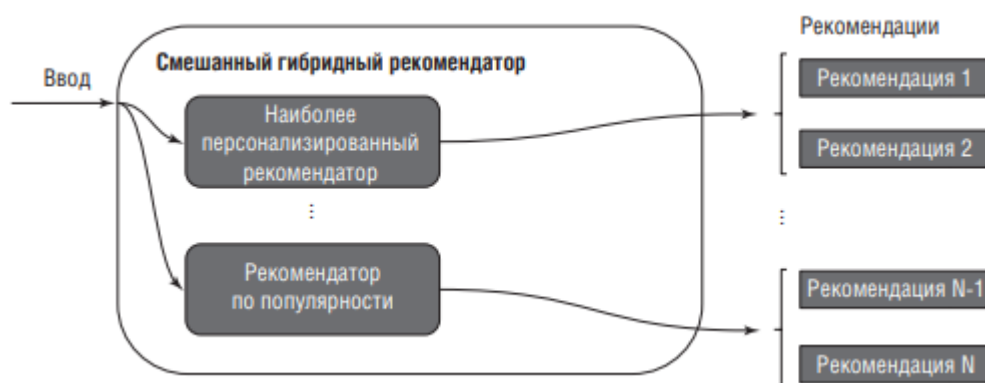 Рекомендации
Смешанный гибридный рекомендатор
Ввод
Наиболее
персонализированный
рекомендатор
Рекомендация 1
Рекомендация 2
...
...
Рекомендатор
по популярности
Рекомендация N-1
Рекомендация N